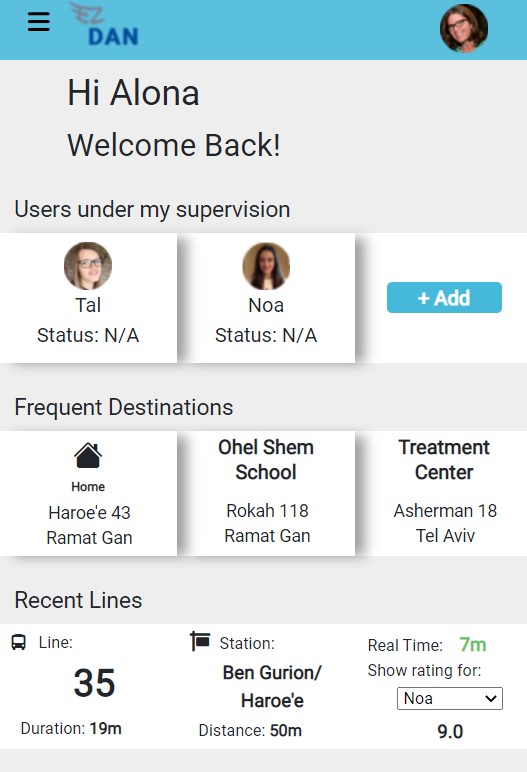 EZ
DAN
Hi Alona
Welcome Back!
Users under my supervision
Tal
Status: N/A
Noa
Status: N/A
+ Add
Frequent Destinations
Home
Haroe'e 43
Ramat Gan
Ohel Shem
School
Rokah 118
Ramat Gan
Treatment
Center
Asherman 18
Tel Aviv
Recent Lines
Line:
35
Duration: 19m
Station:
Ben Gurion/
Haroe'e
Distance: 50m
Real Time: 7m
Show rating for:
Noa
9.0